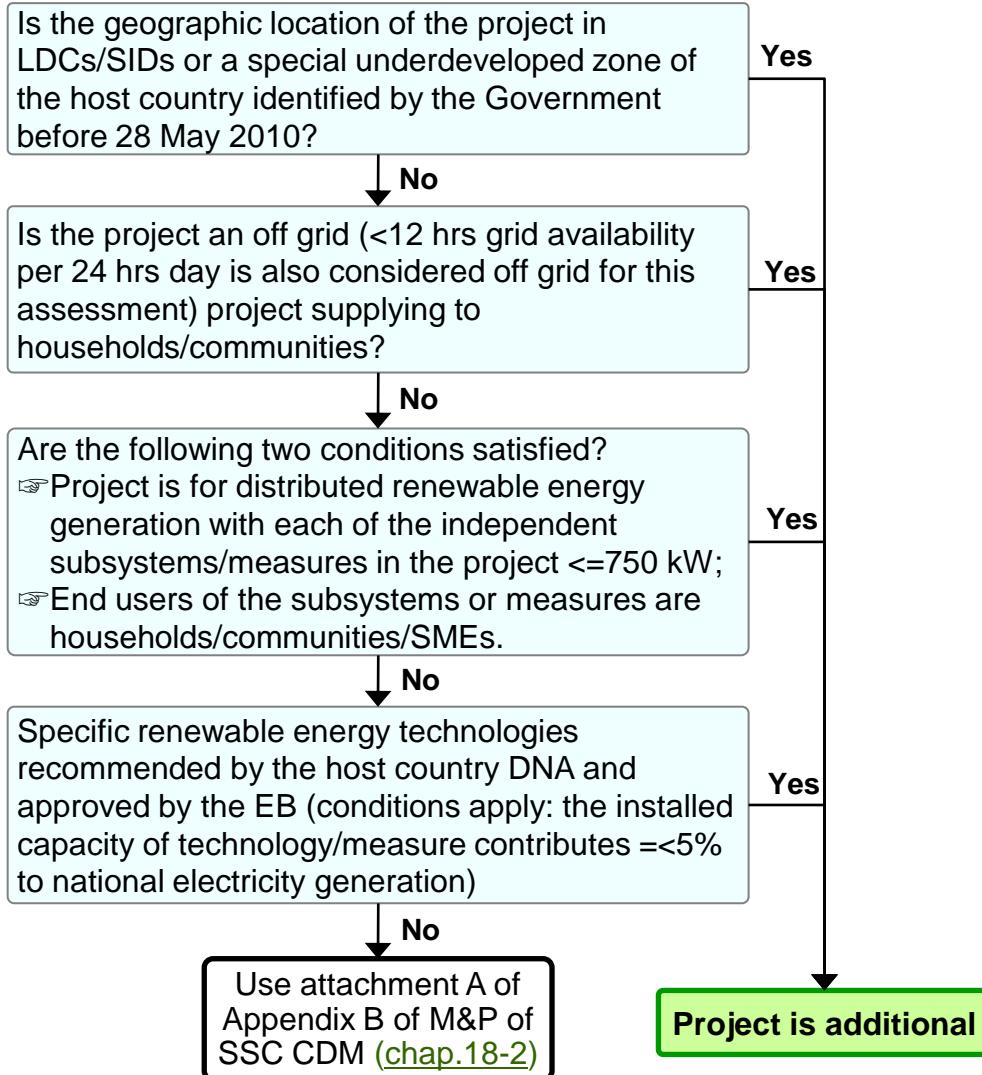 Is the geographic location of the project in
LDCs/SIDs or a special underdeveloped zone of
the host country identified by the Government
before 28 May 2010?
Yes
No
Is the project an off grid (<12 hrs grid availability
per 24 hrs day is also considered off grid for this
assessment) project supplying to
households/communities?
Yes
No
Are the following two conditions satisfied?
☞Project is for distributed renewable energy
generation with each of the independent
subsystems/measures in the project <=750 kW;
☞End users of the subsystems or measures are
households/communities/SMEs.
Yes
No
Specific renewable energy technologies
recommended by the host country DNA and
approved by the EB (conditions apply: the installed
capacity of technology/measure contributes =<5%
to national electricity generation)
Yes
No
Use attachment A of
Appendix B of M&P of
SSC CDM (chap.18-2)
Project is additional